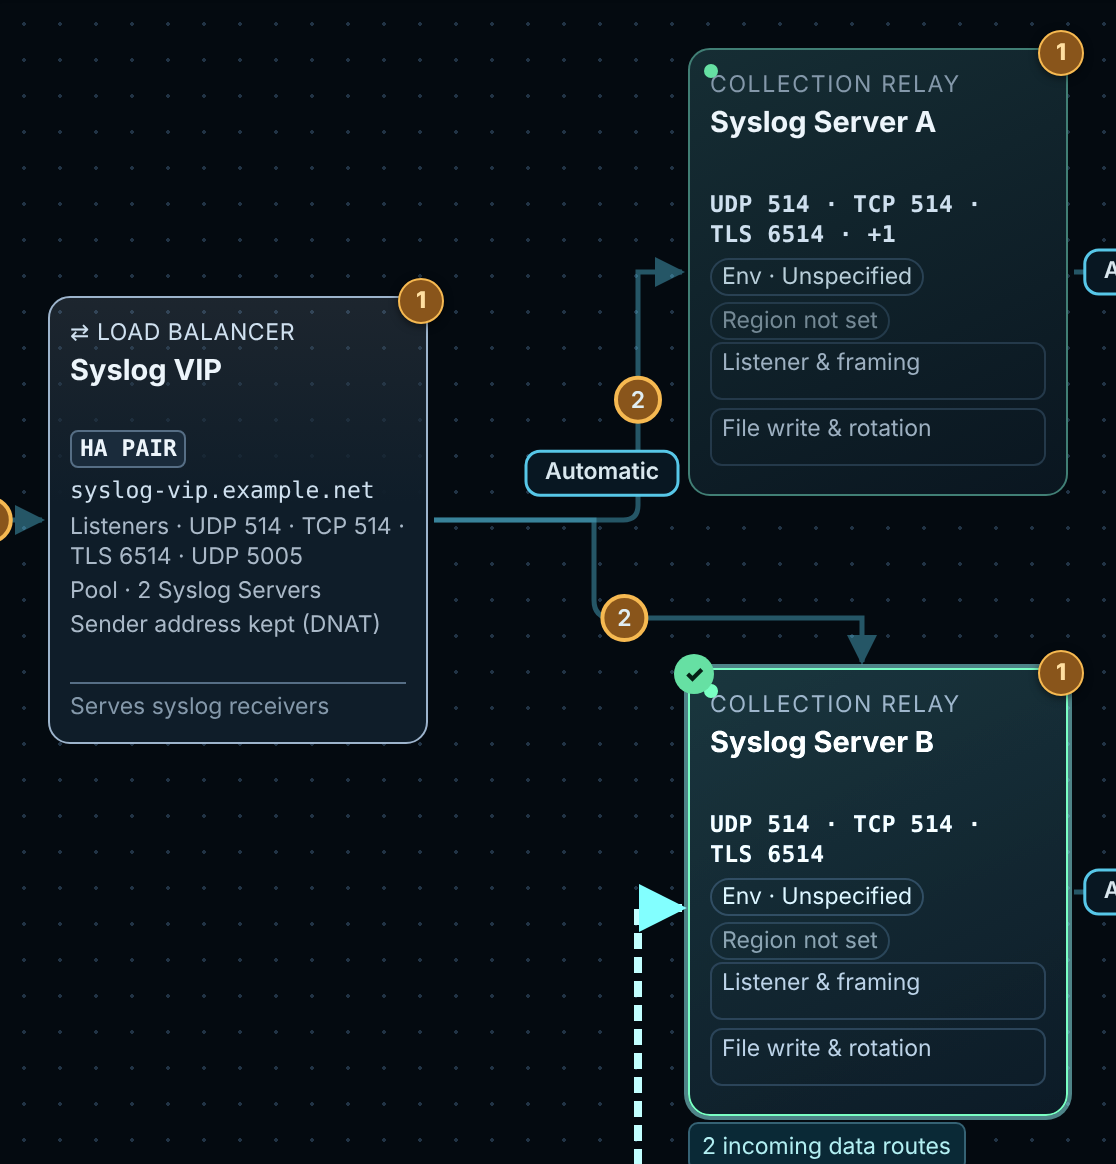 1
COLLECTION RELAY
Syslog Server A
UDP 514 · TCP 514 ·
TLS 6514 · +1
Env · Unspecified
Region not set
Listener & framing
File write & rotation
A
1
⇄ LOAD BALANCER
Syslog VIP
HA PAIR
syslog-vip.example.net
Listeners · UDP 514 · TCP 514 ·
TLS 6514 · UDP 5005
Pool · 2 Syslog Servers
Sender address kept (DNAT)
Serves syslog receivers
2
Automatic
2
1
COLLECTION RELAY
Syslog Server B
UDP 514 · TCP 514 ·
TLS 6514
Env · Unspecified
Region not set
Listener & framing
File write & rotation
A
2 incoming data routes